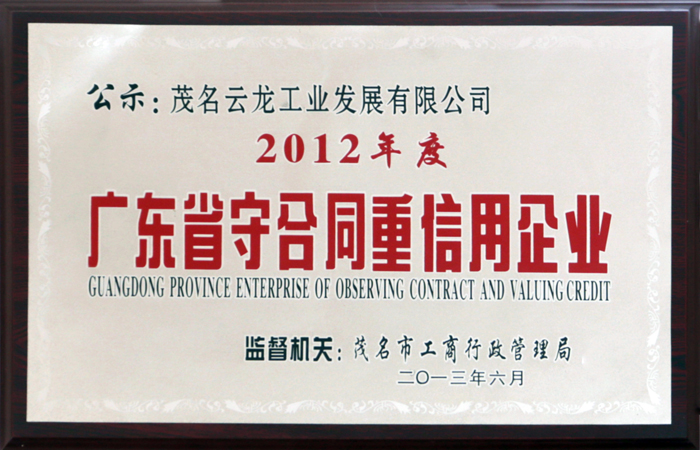 公示：茂名云龙工业发展有限公司
2012年度
广东省守合同重信用企业
GUANGDONG PROVINCE ENTERPRISE OF OBSERVING CONTRACT AND VALUING CREDIT
监督机关：茂名市工商行政管理局
二〇一三年六月